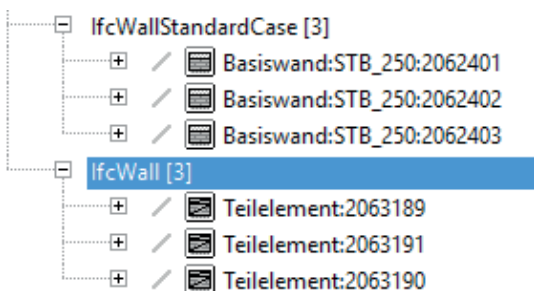 IfcWallStandardCase [3]
Basiswand:STB_250:2062401
Basiswand:STB_250:2062402
Basiswand:STB_250:2062403
IfcWall [3]
Teilelement:2063189
Teilelement:2063191
Teilelement:2063190